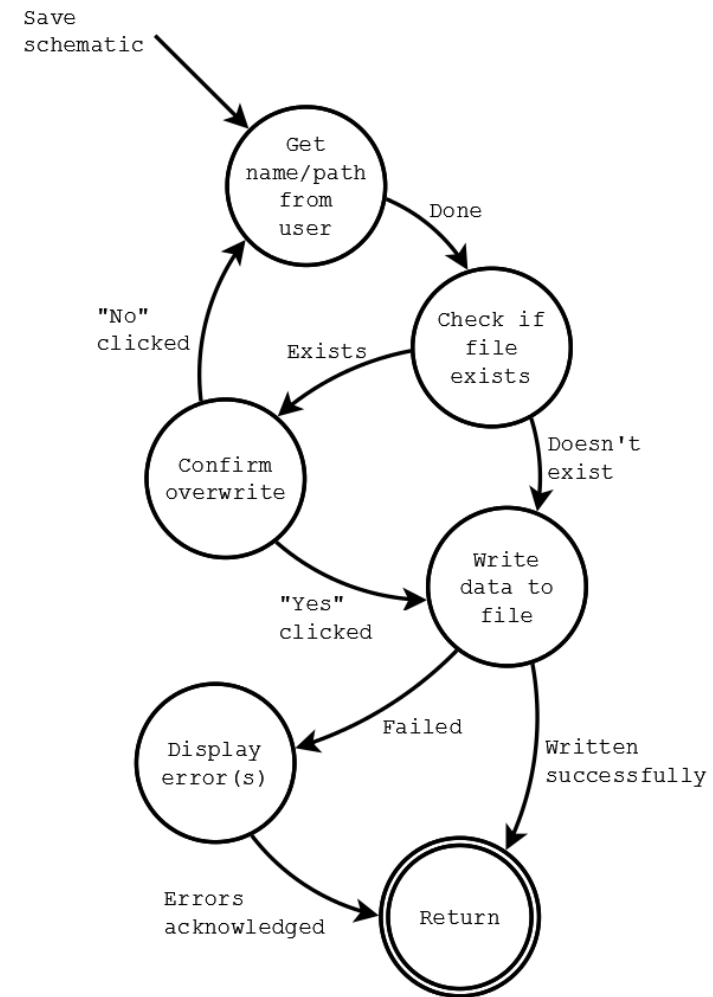 Save
schematic
Get
name/path
from
user
Done
"No"
clicked
Exists
Check if
file
exists
Confirm
overwrite
Doesn't
exist
"Yes"
clicked
Write
data to
file
Failed
Display
error(s)
Written
successfully
Errors
acknowledged
Return